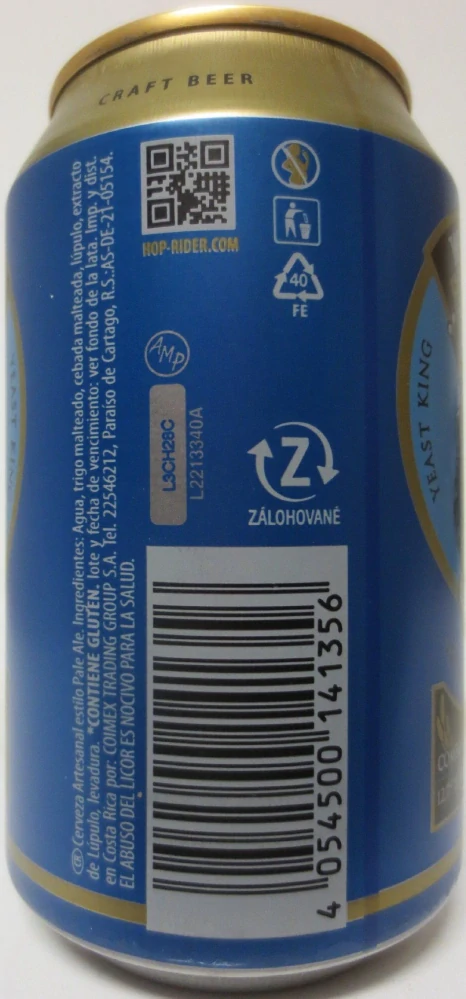 CRAFT BEER
HOP-RIDER.COM
40
FE
AMP
L3CH28C
L2213340A
Z
ZÁLOHOVANÉ
CR Cerveza Artesanal estilo Pale Ale. Ingredientes: Agua, trigo malteado, cebada malteada, lúpulo, extracto
de Lúpulo, levadura. *CONTIENE GLUTEN. lote y fecha de vencimiento: ver fondo de la lata. Imp. y dist.
en Costa Rica por: COIMEX TRADING GROUP S.A. Tel. 22546212, Paraíso de Cartago, R.S.:AS-DE-21-05154.
EL ABUSO DEL LICOR ES NOCIVO PARA LA SALUD.
4 054500 141356
YEAST KING